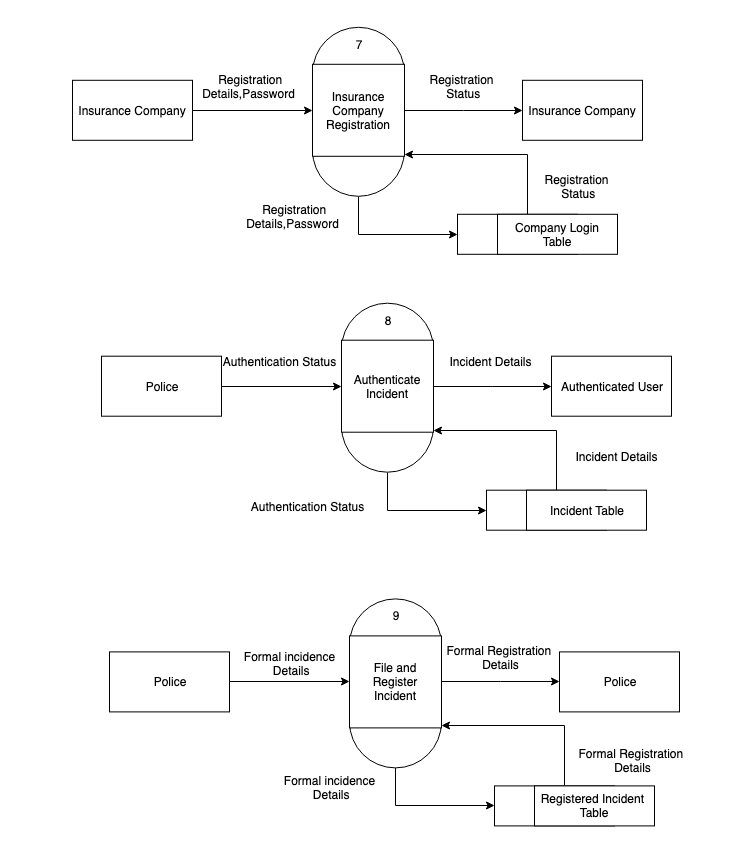 7
Registration
Details,Password
Registration
Status
Insurance Company
Insurance
Company
Registration
Insurance Company
Registration
Status
Registration
Details,Password
Company Login
Table
8
Authentication Status
Incident Details
Police
Authenticate
Incident
Authenticated User
Incident Details
Authentication Status
Incident Table
9
Formal incidence
Details
Formal Registration
Details
Police
File and
Register
Incident
Police
Formal Registration
Details
Formal incidence
Details
Registered Incident
Table